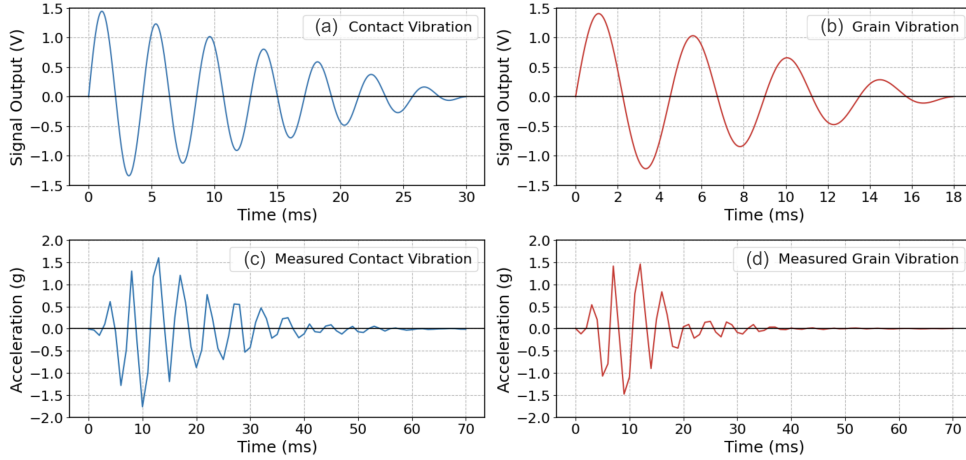 1.5
1.0
0.5
0.0
−0.5
−1.0
−1.5
Signal Output (V)
(a) Contact Vibration
0 5 10 15 20 25 30
Time (ms)
1.5
1.0
0.5
0.0
−0.5
−1.0
−1.5
Signal Output (V)
(b) Grain Vibration
0 2 4 6 8 10 12 14 16 18
Time (ms)
2.0
1.5
1.0
0.5
0.0
−0.5
−1.0
−1.5
−2.0
Acceleration (g)
(c) Measured Contact Vibration
0 10 20 30 40 50 60 70
Time (ms)
2.0
1.5
1.0
0.5
0.0
−0.5
−1.0
−1.5
−2.0
Acceleration (g)
(d) Measured Grain Vibration
0 10 20 30 40 50 60 70
Time (ms)